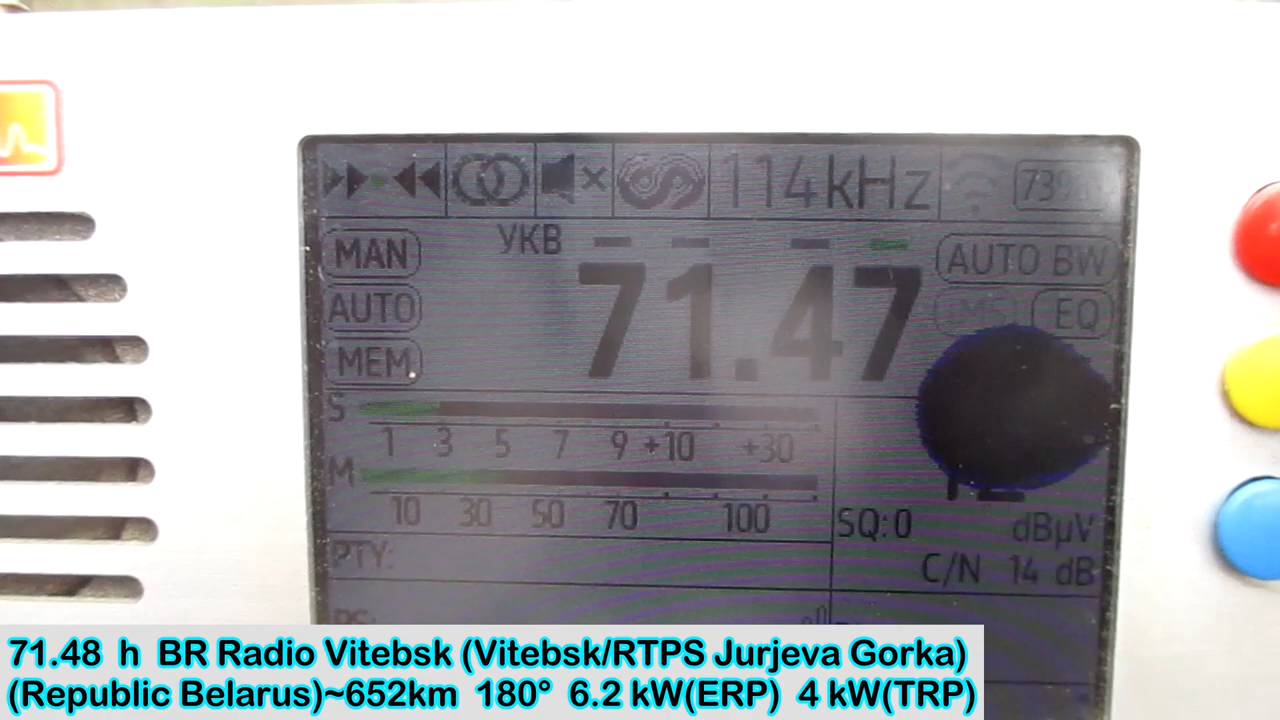 114kHz
УКВ
MAN
71.47
AUTO BW
AUTO
EQ
MEM
S
1 3 5 7 9 +10 +30
M
10 30 50 70 100
SQ:0
dBµV
PTY:
C/N 14 dB
71.48 h BR Radio Vitebsk (Vitebsk/RTPS Jurjeva Gorka)
(Republic Belarus)~652km 180° 6.2 kW(ERP) 4 kW(TRP)